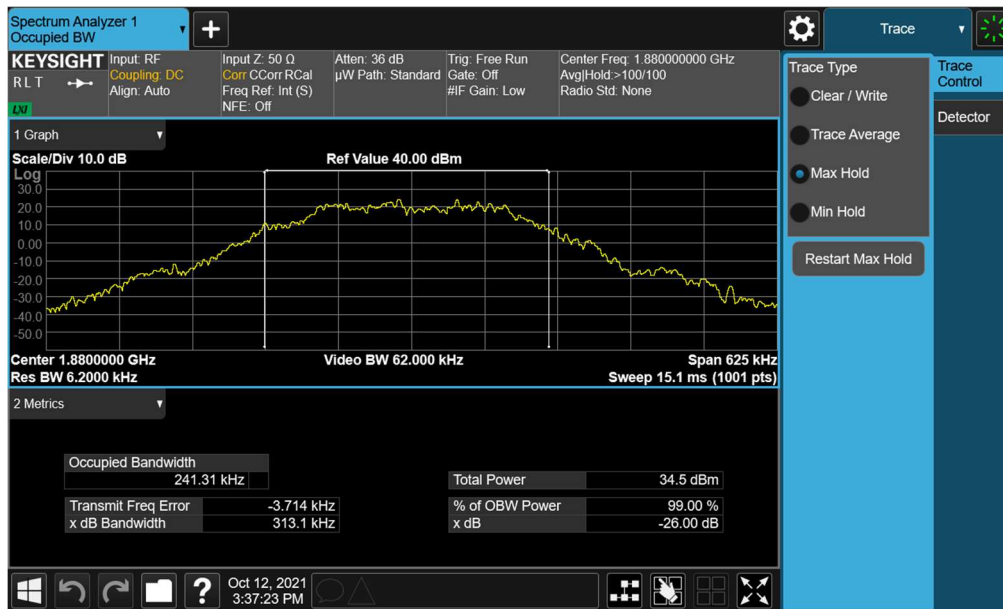 Spectrum Analyzer 1
Occupied BW
+
Trace
KEYSIGHT
RLT
LXI
Input: RF
Coupling: DC
Align: Auto
Input Z: 50 Ω
Corr CCorr RCal
Freq Ref: Int (S)
NFE: Off
Atten: 36 dB
µW Path: Standard
Trig: Free Run
Gate: Off
#IF Gain: Low
Center Freq: 1.880000000 GHz
Avg|Hold:>100/100
Radio Std: None
Trace Type
Clear / Write
Trace Average
Max Hold
Min Hold
Restart Max Hold
Trace
Control
Detector
1 Graph
Scale/Div 10.0 dB
Ref Value 40.00 dBm
Log
30.0
20.0
10.0
0.00
-10.0
-20.0
-30.0
-40.0
-50.0
Center 1.8800000 GHz
Video BW 62.000 kHz
Span 625 kHz
Res BW 6.2000 kHz
Sweep 15.1 ms (1001 pts)
2 Metrics
Occupied Bandwidth
241.31 kHz
Total Power 34.5 dBm
Transmit Freq Error -3.714 kHz
% of OBW Power 99.00 %
x dB Bandwidth 313.1 kHz
x dB -26.00 dB
?
Oct 12, 2021
3:37:23 PM